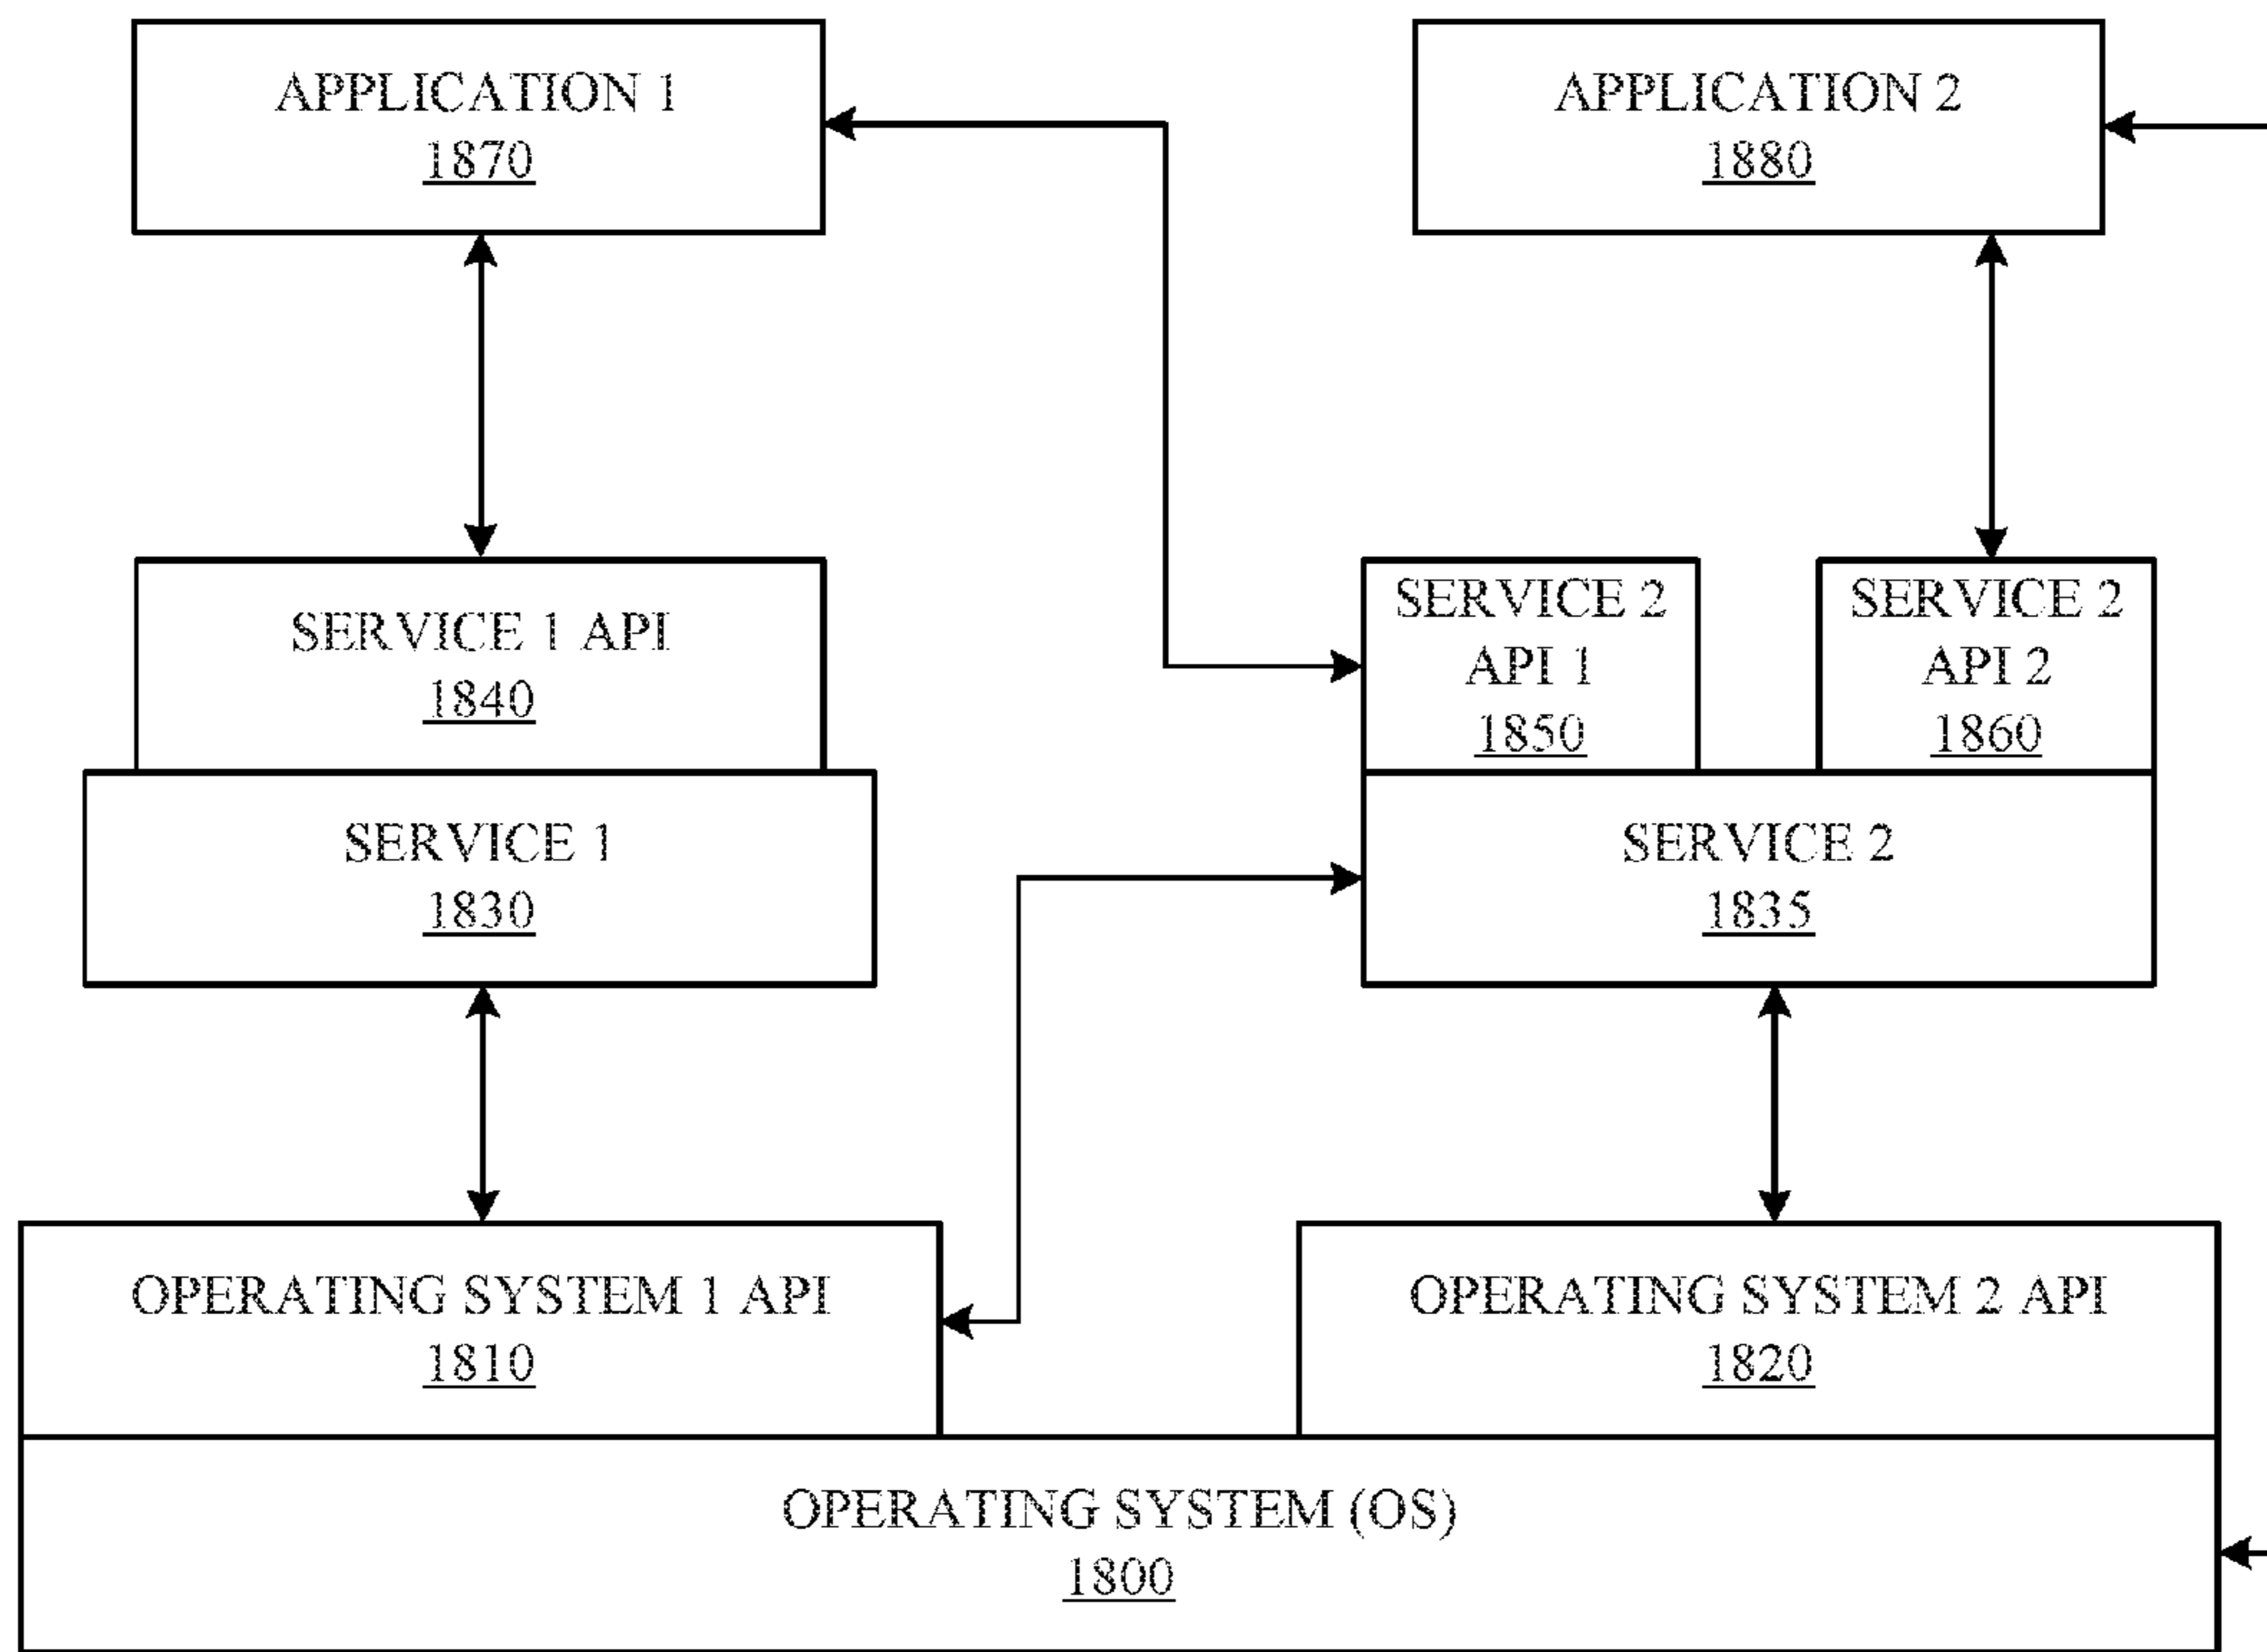 APPLICATION 1
1870
APPLICATION 2
1880
SERVICE 1 API
1840
SERVICE 2
API 1
1850
SERVICE 2
API 2
1860
SERVICE 1
1830
SERVICE 2
1835
OPERATING SYSTEM 1 API
1810
OPERATING SYSTEM 2 API
1820
OPERATING SYSTEM (OS)
1800